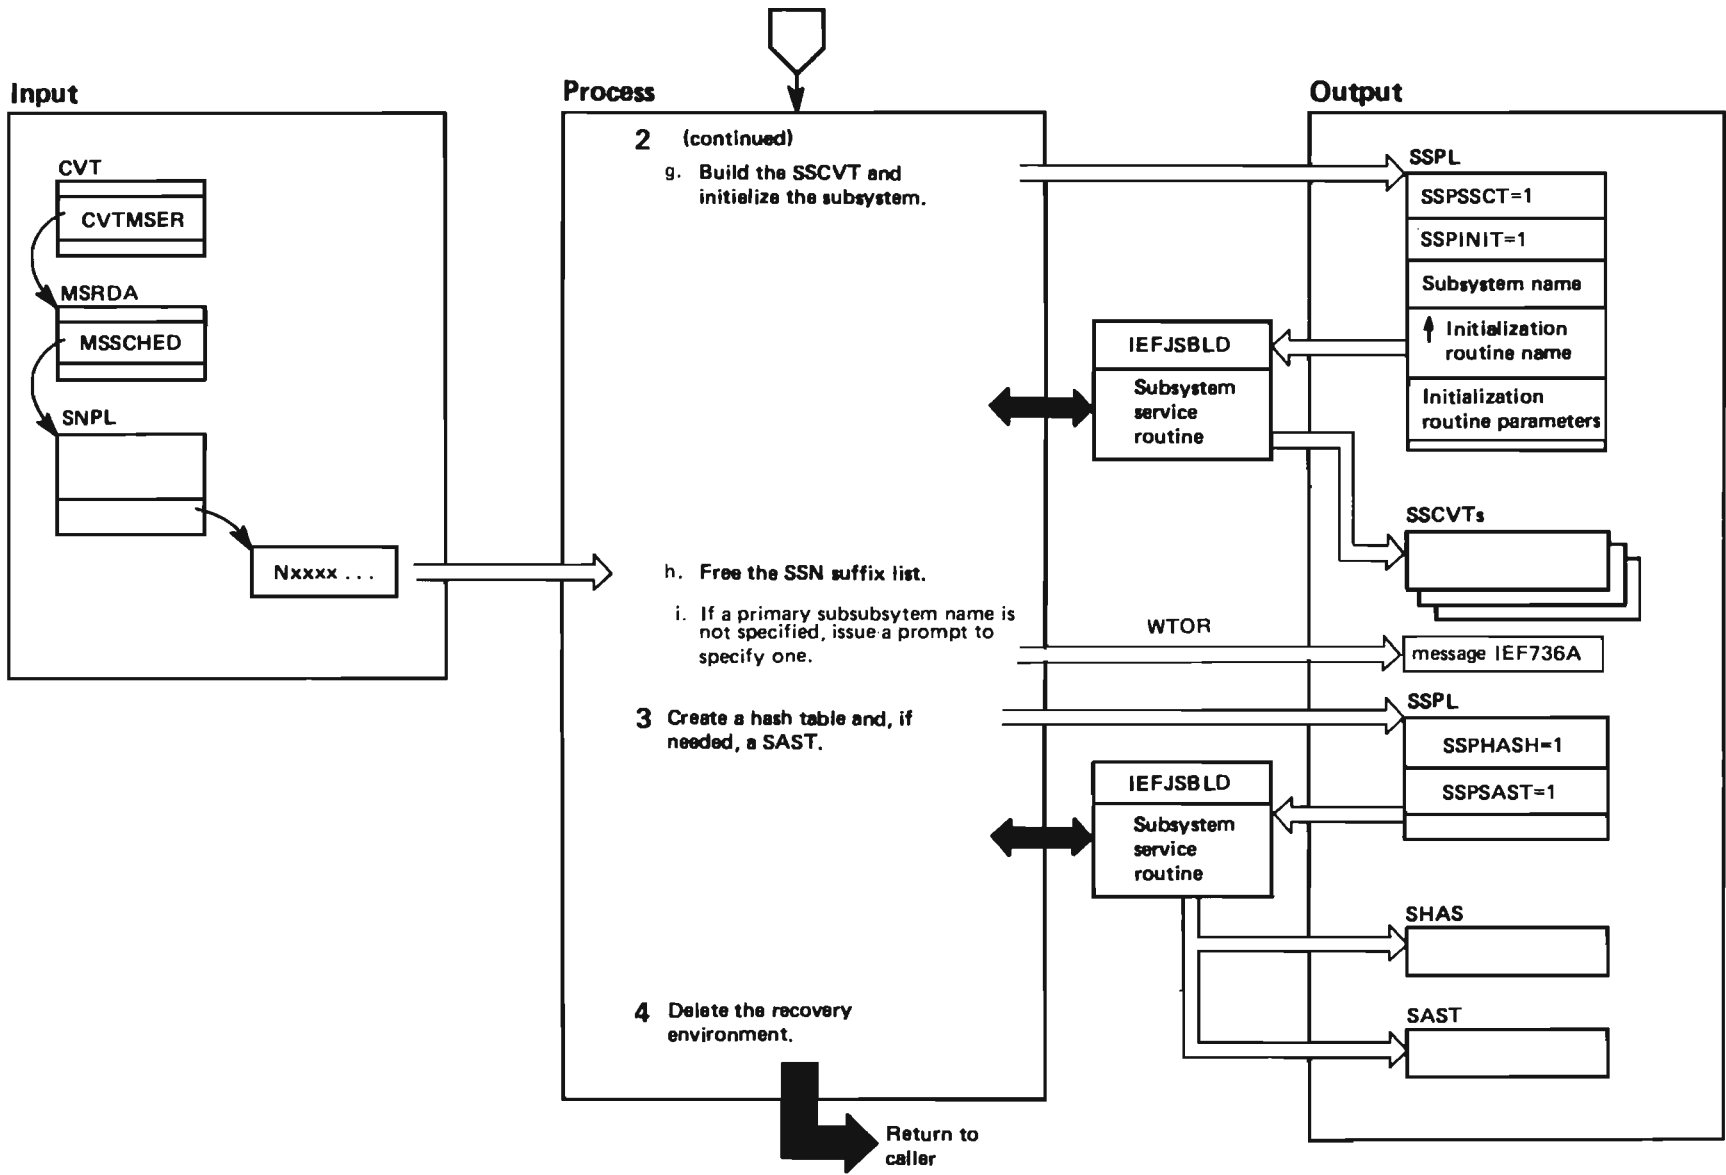 Input
CVT
CVTMSER
MSRDA
MSSCHED
SNPL
Nxxxx ...
Process
2 (continued)
g. Build the SSCVT and
initialize the subsystem.
h. Free the SSN suffix list.
i. If a primary subsubsytem name is
not specified, issue a prompt to
specify one.
3 Create a hash table and, if
needed, a SAST.
4 Delete the recovery
environment.
Return to
caller
IEFJSBLD
Subsystem
service
routine
WTOR
IEFJSBLD
Subsystem
service
routine
Output
SSPL
SSPSSCT=1
SSPINIT=1
Subsystem name
Initialization
routine name
Initialization
routine parameters
SSCVTs
message IEF736A
SSPL
SSPHASH=1
SSPSAST=1
SHAS
SAST